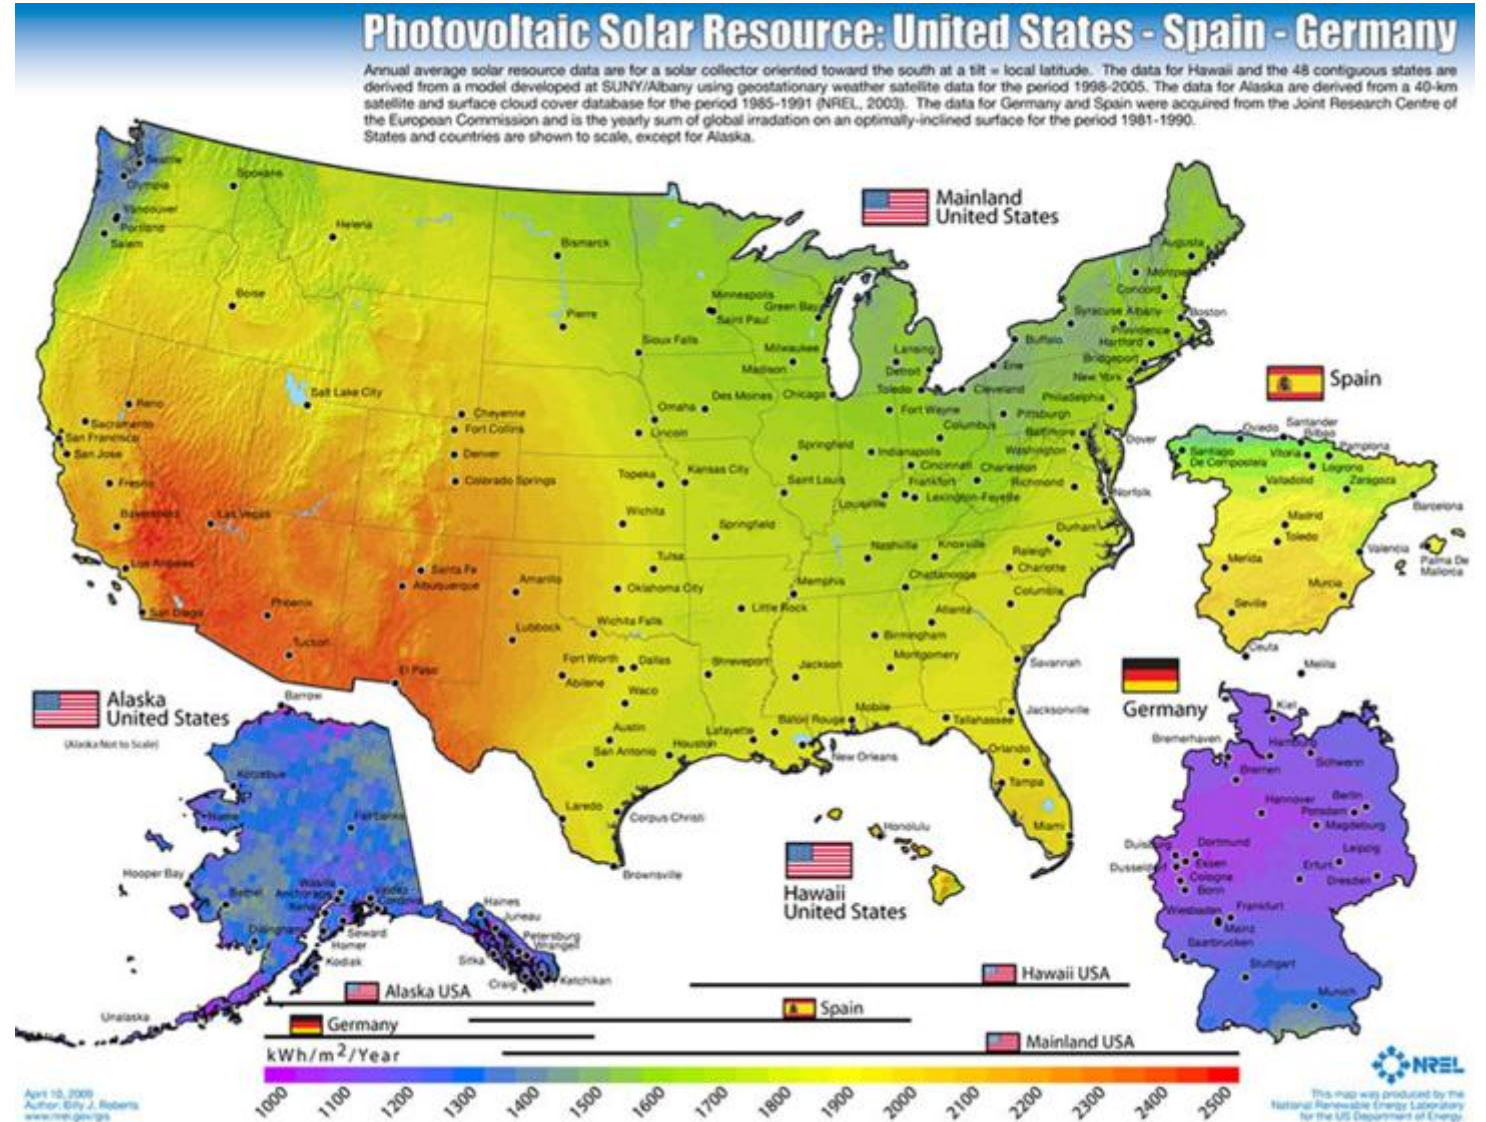 Photovoltaic Solar Resource: United States - Spain - Germany
Annual average solar resource data are for a solar collector oriented toward the south at a tilt = local latitude. The data for Hawaii and the 48 contiguous states are
derived from a model developed at SUNY/Albany using geostationary weather satellite data for the period 1998-2005. The data for Alaska are derived from a 40-km
satellite and surface cloud cover database for the period 1985-1991 (NREL, 2003). The data for Germany and Spain were acquired from the Joint Research Centre of
the European Commission and is the yearly sum of global irradation on an optimally-inclined surface for the period 1981-1990.
States and countries are shown to scale, except for Alaska.
Mainland
United States
Seattle
Olympia
Spokane
Vancouver
Portland
Salem
Helena
Bismarck
Boise
Pierre
Minneapolis
Saint Paul
Green Bay
Sioux Falls
Milwaukee
Madison
Lansing
Detroit
Buffalo
Erie
Augusta
Montpelier
Concord
Syracuse
Albany
Boston
Providence
Hartford
Bridgeport
New York
Reno
Sacramento
San Francisco
San Jose
Fresno
Salt Lake City
Cheyenne
Fort Collins
Denver
Colorado Springs
Omaha
Lincoln
Des Moines
Chicago
Toledo
Cleveland
Fort Wayne
Pittsburgh
Philadelphia
Columbus
Baltimore
Dover
Washington
Springfield
Indianapolis
Cincinnati
Charleston
Topeka
Kansas City
Saint Louis
Frankfort
Richmond
Louisville
Lexington-Fayette
Norfolk
Bakersfield
Las Vegas
Wichita
Springfield
Durham
Raleigh
Nashville
Knoxville
Charlotte
Los Angeles
Santa Fe
Albuquerque
Amarillo
Tulsa
Oklahoma City
Memphis
Chattanooga
Columbia
San Diego
Phoenix
Little Rock
Atlanta
Tucson
Lubbock
Wichita Falls
Birmingham
El Paso
Fort Worth
Dallas
Abilene
Shreveport
Jackson
Montgomery
Savannah
Waco
Austin
San Antonio
Houston
Lafayette
Baton Rouge
Mobile
New Orleans
Tallahassee
Jacksonville
Orlando
Tampa
Miami
Laredo
Corpus Christi
Brownsville
Spain
Oviedo
Santander
Bilbao
Pamplona
Santiago
De Compostela
Vitoria
Logrono
Valladolid
Zaragoza
Barcelona
Madrid
Toledo
Valencia
Palma De
Mallorca
Merida
Murcia
Seville
Ceuta
Melilla
Germany
Kiel
Bremerhaven
Hamburg
Schwerin
Bremen
Hannover
Berlin
Potsdam
Magdeburg
Duisburg
Dortmund
Essen
Dusseldorf
Cologne
Bonn
Leipzig
Erfurt
Dresden
Wiesbaden
Frankfurt
Mainz
Saarbrucken
Stuttgart
Munich
Alaska
United States
(Alaska Not to Scale)
Barrow
Kotzebue
Nome
Fairbanks
Hooper Bay
Bethel
Wasilla
Anchorage
Kenai
Valdez
Cordova
Dillingham
Seward
Homer
Kodiak
Unalaska
Haines
Juneau
Petersburg
Wrangell
Sitka
Craig
Ketchikan
Honolulu
Hawaii
United States
Hawaii USA
Alaska USA
Spain
Germany
Mainland USA
kWh/m²/Year
1000 1100 1200 1300 1400 1500 1600 1700 1800 1900 2000 2100 2200 2300 2400 2500
April 10, 2009
Author: Billy J. Roberts
www.nrel.gov/gis
NREL
This map was produced by the
National Renewable Energy Laboratory
for the US Department of Energy.